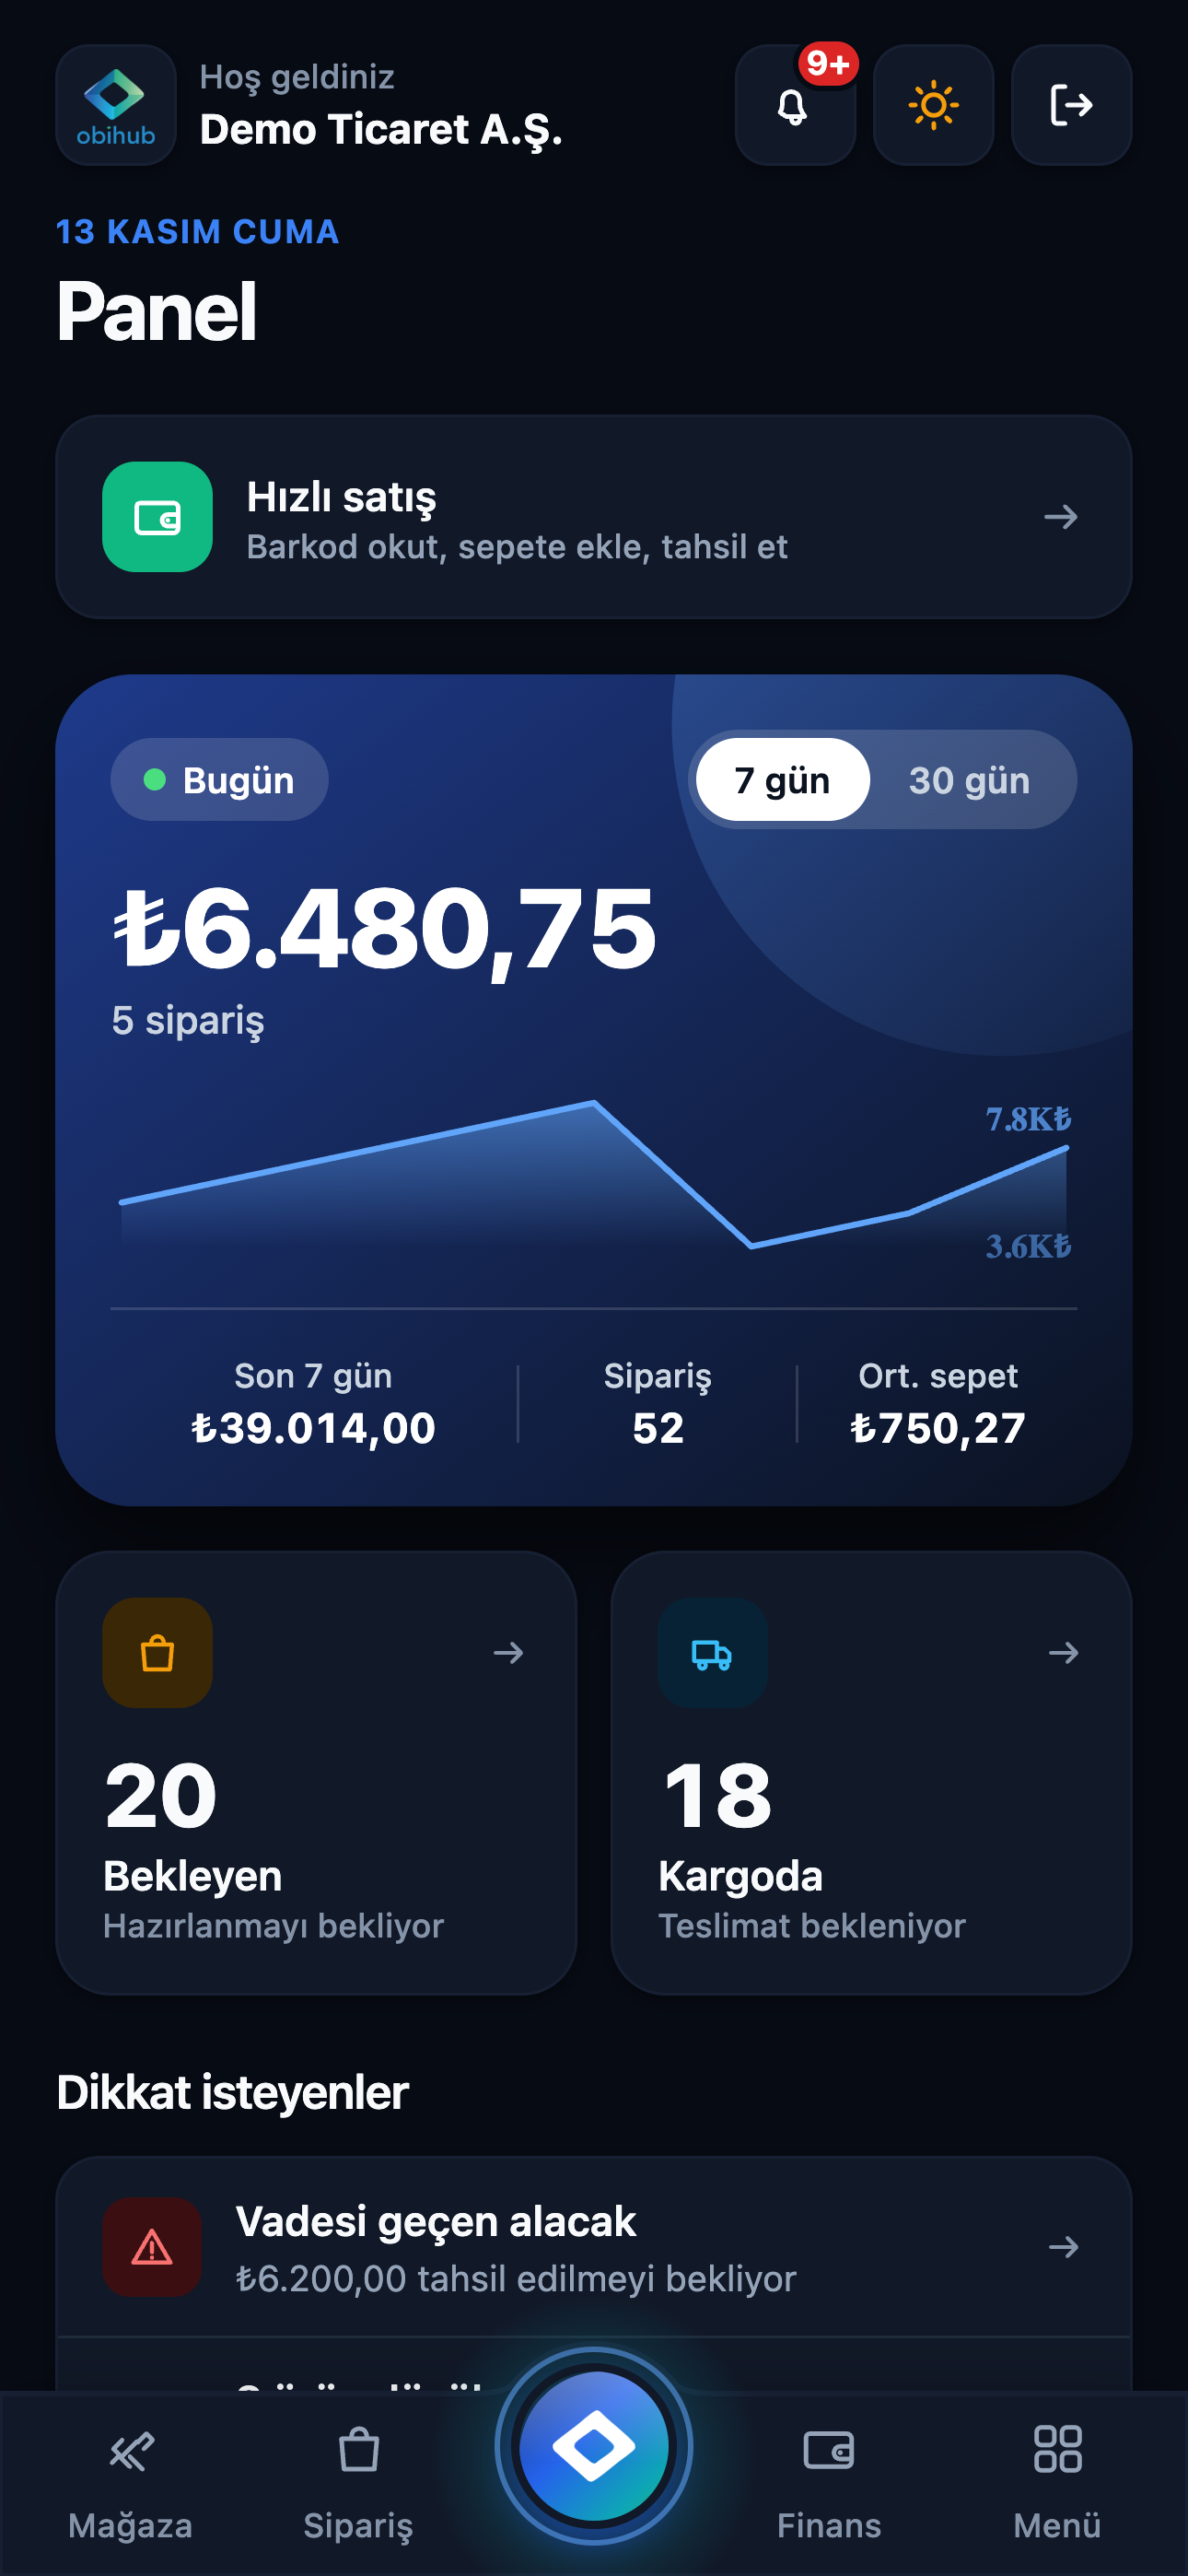 obihub
Hoş geldiniz
Demo Ticaret A.Ş.
9+
13 KASIM CUMA
Panel
Hızlı satış
Barkod okut, sepete ekle, tahsil et
Bugün
7 gün
30 gün
₺6.480,75
5 sipariş
7.8K₺
3.6K₺
Son 7 gün
₺39.014,00
Sipariş
52
Ort. sepet
₺750,27
20
Bekleyen
Hazırlanmayı bekliyor
18
Kargoda
Teslimat bekleniyor
Dikkat isteyenler
Vadesi geçen alacak
₺6.200,00 tahsil edilmeyi bekliyor
Mağaza
Sipariş
Finans
Menü